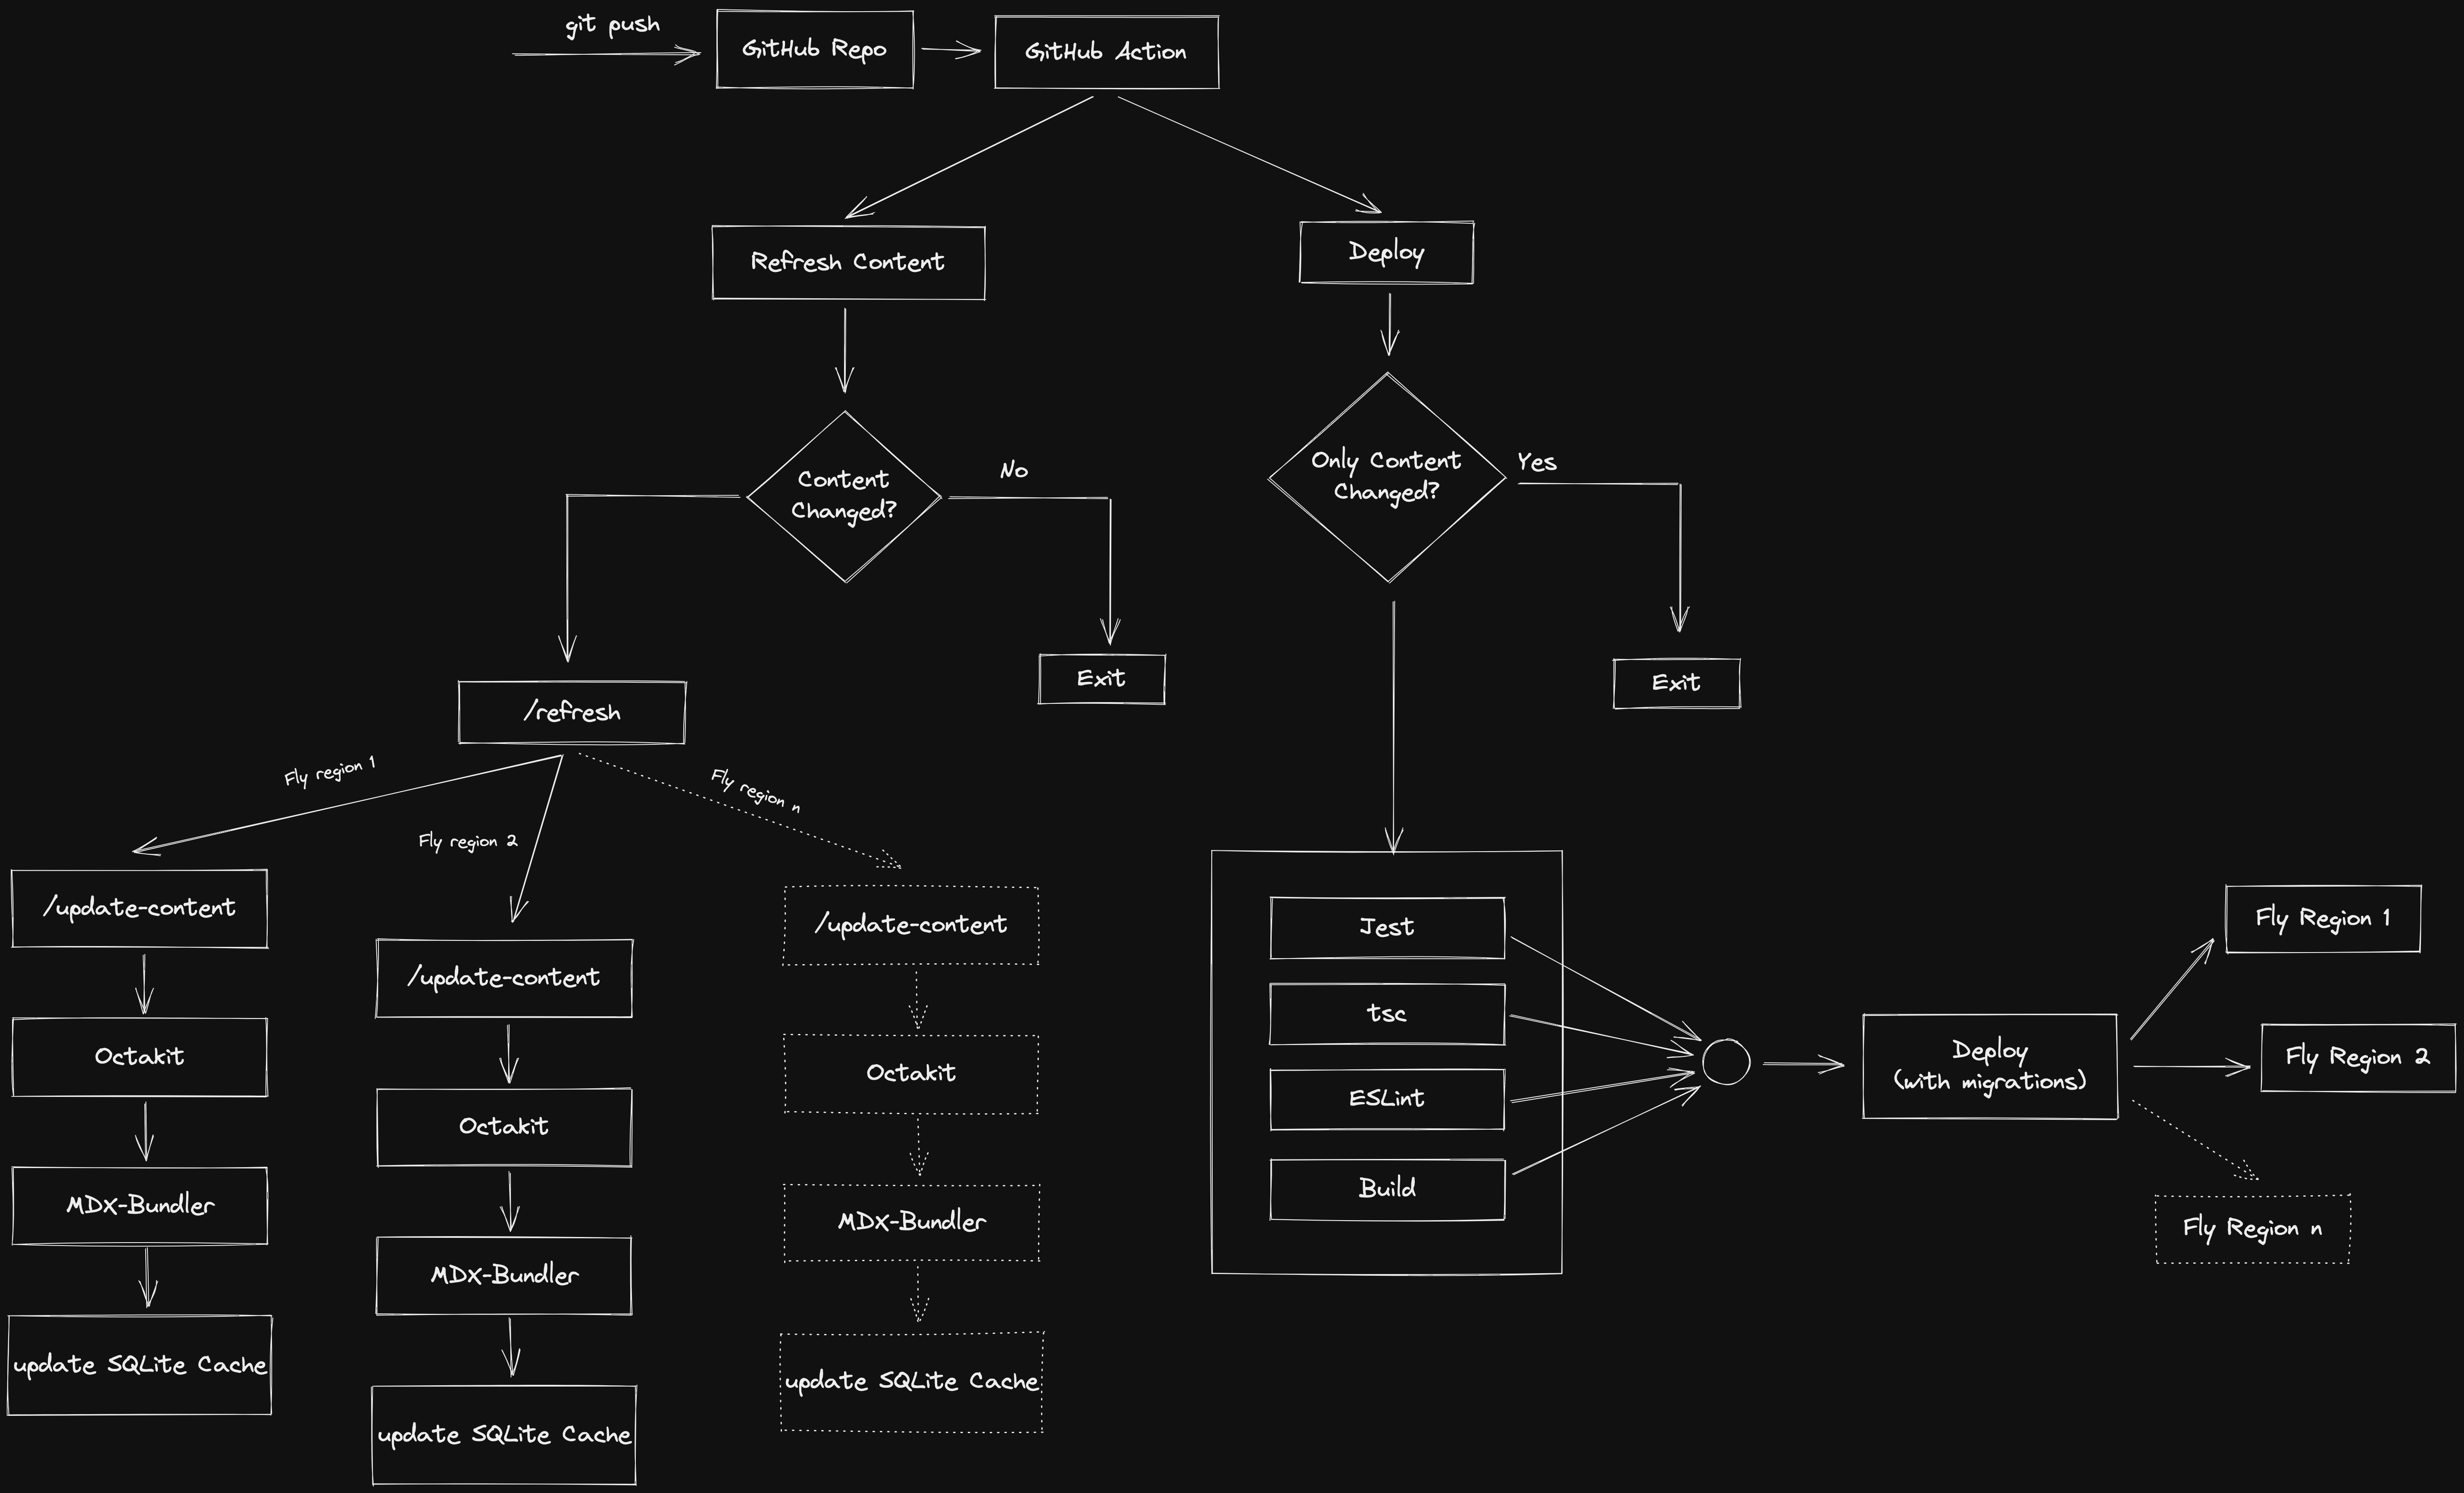 git push
GitHub Repo
GitHub Action
Refresh Content
Deploy
Content
Changed?
No
Only Content
Changed?
Yes
/refresh
Exit
Exit
Fly region 1
Fly region 2
Fly region n
/update-content
Octakit
MDX-Bundler
update SQLite Cache
/update-content
Octakit
MDX-Bundler
update SQLite Cache
/update-content
Octakit
MDX-Bundler
update SQLite Cache
Jest
tsc
ESLint
Build
Deploy
(with migrations)
Fly Region 1
Fly Region 2
Fly Region n